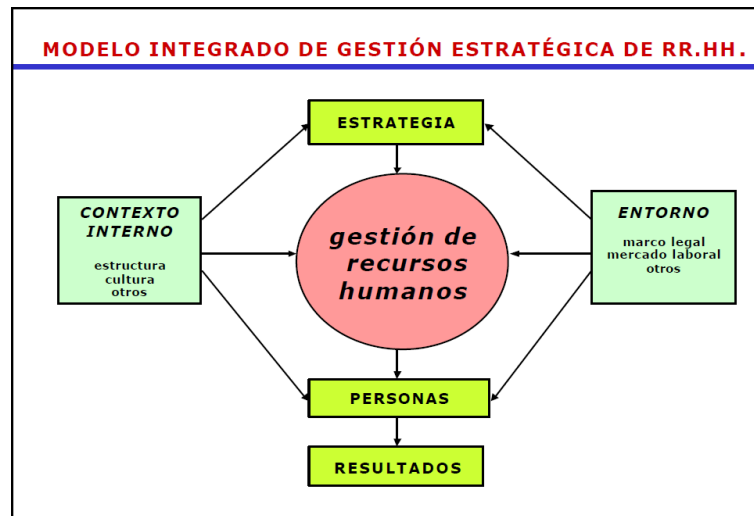 MODELO INTEGRADO DE GESTIÓN ESTRATÉGICA DE RR.HH.
ESTRATEGIA
CONTEXTO
INTERNO
estructura
cultura
otros
gestión de
recursos
humanos
ENTORNO
marco legal
mercado laboral
otros
PERSONAS
RESULTADOS